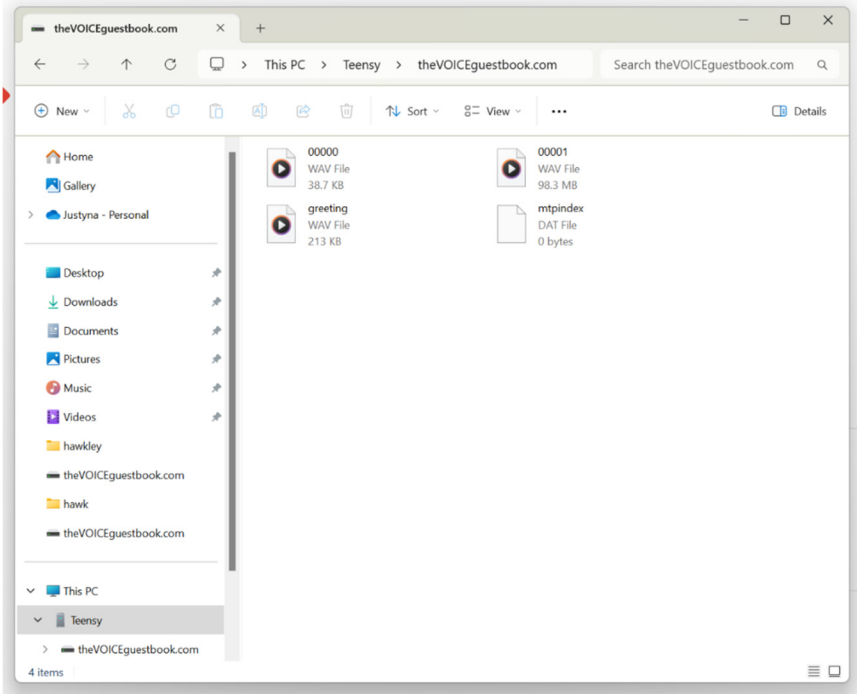 theVOICEguestbook.com
This PC > Teensy > theVOICEguestbook.com
Search theVOICEguestbook.com
New
Sort
View
Details
Home
Gallery
Justyna - Personal
Desktop
Downloads
Documents
Pictures
Music
Videos
hawkley
theVOICEguestbook.com
hawk
theVOICEguestbook.com
This PC
Teensy
theVOICEguestbook.com
00000
WAV File
38.7 KB
00001
WAV File
98.3 MB
greeting
WAV File
213 KB
mtpindex
DAT File
0 bytes
4 items